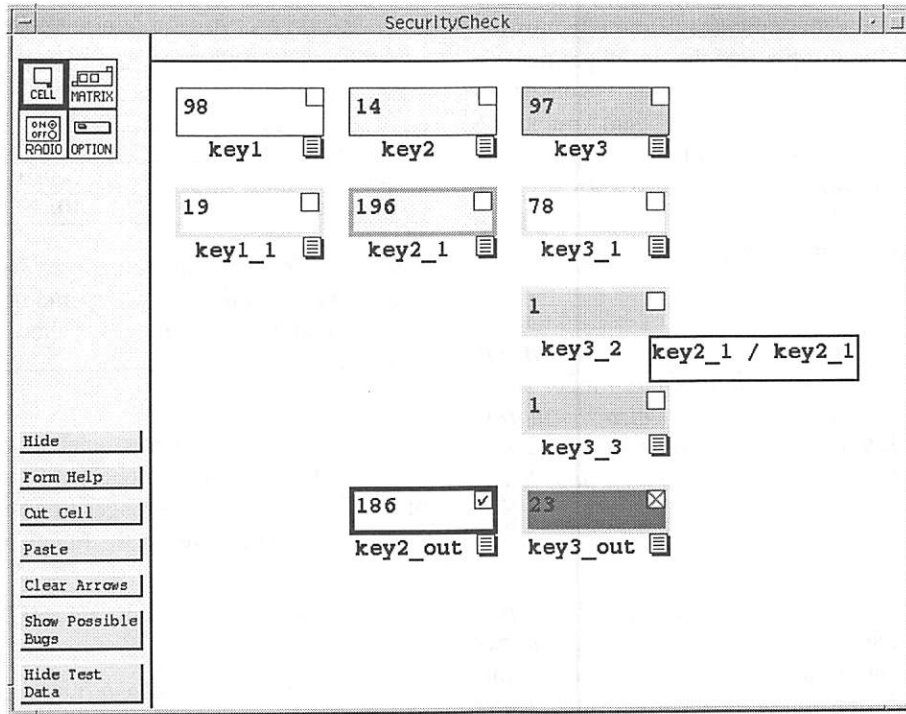 SecurityCheck
CELL MATRIX
ON
OFF
RADIO OPTION
98 14 97
key1 key2 key3
19 196 78
key1_1 key2_1 key3_1
1
key3_2 key2_1 / key2_1
1
key3_3
186 23
key2_out key3_out
Hide
Form Help
Cut Cell
Paste
Clear Arrows
Show Possible
Bugs
Hide Test
Data